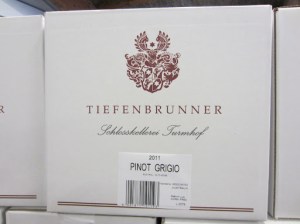 TIEFENBRUNNER
Schlosskellerei Turmhof
2011
PINOT GRIGIO